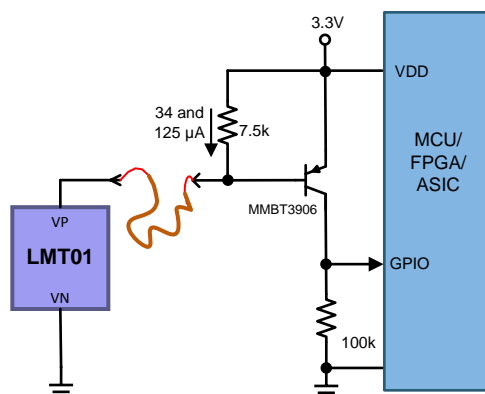 3.3V
VDD
34 and
125 µA
7.5k
MCU/
FPGA/
ASIC
MMBT3906
VP
LMT01
VN
GPIO
100k